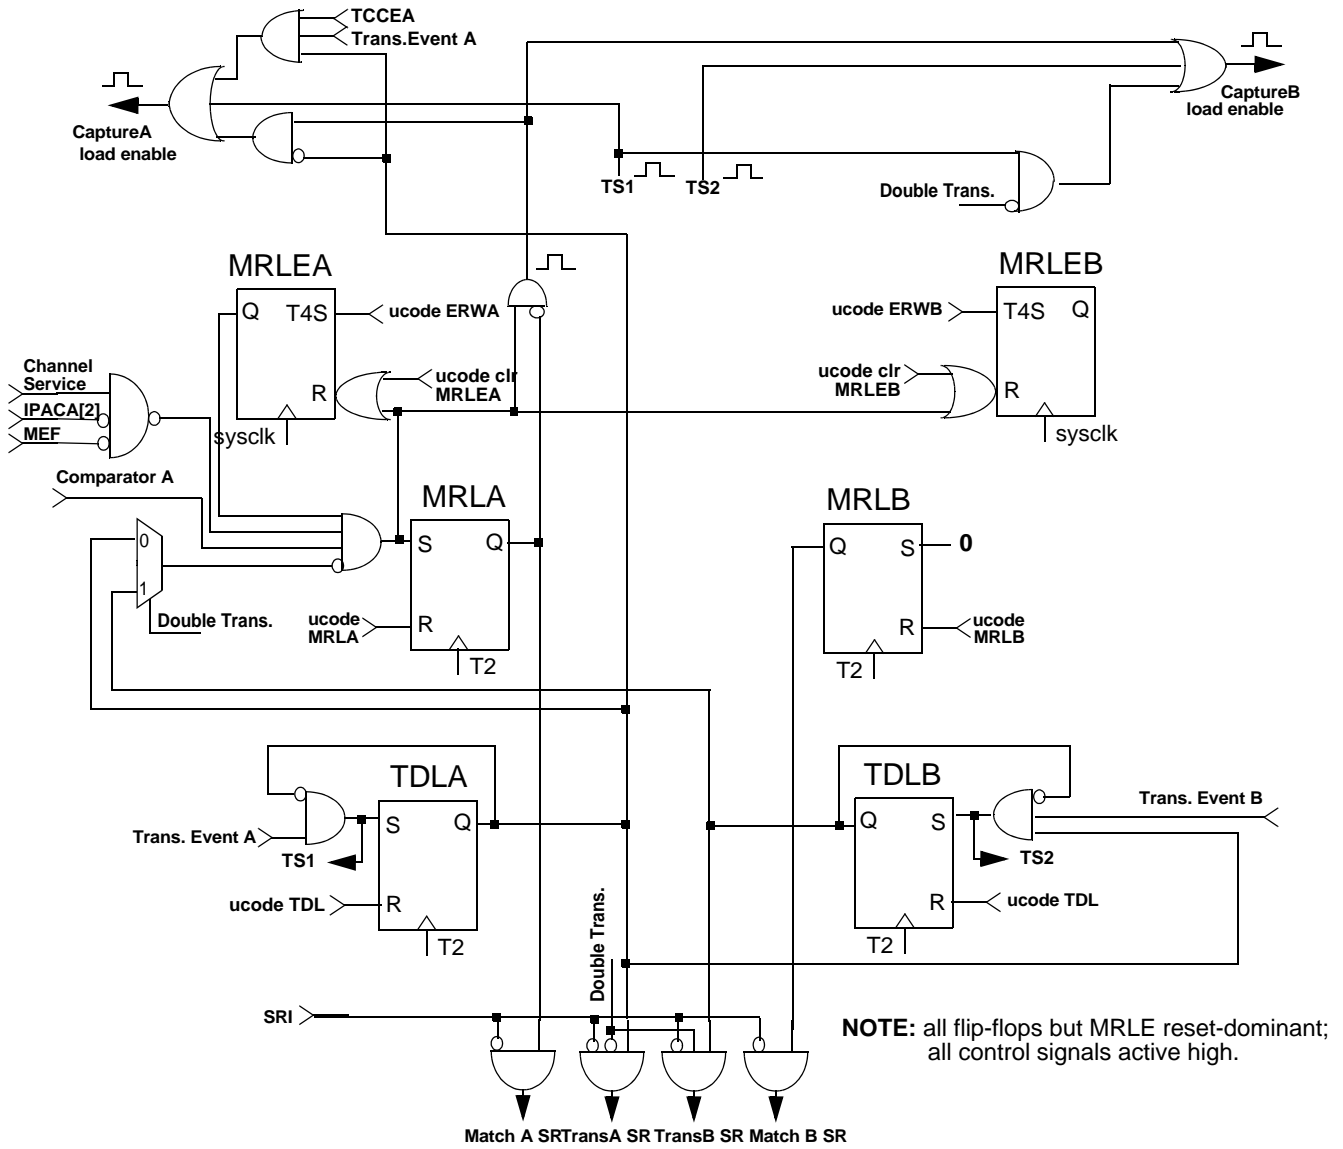 TCCEA
Trans.Event A
CaptureA
load enable
CaptureB
load enable
TS1
TS2
Double Trans.
MRLEA
MRLEB
Q
T4S
ucode ERWA
ucode ERWB
T4S
Q
Channel
Service
IPACA[2]
MEF
R
ucode clr
MRLEA
ucode clr
MRLEB
R
sysclk
sysclk
Comparator A
MRLA
MRLB
0
1
S
Q
Q
S
0
Double Trans.
ucode
MRLA
R
R
ucode
MRLB
T2
T2
TDLA
TDLB
Trans. Event A
S
Q
Q
S
Trans. Event B
TS1
TS2
ucode TDL
R
R
ucode TDL
T2
T2
Double Trans.
SRI
NOTE: all flip-flops but MRLE reset-dominant;
all control signals active high.
Match A SR
TransA SR
TransB SR
Match B SR